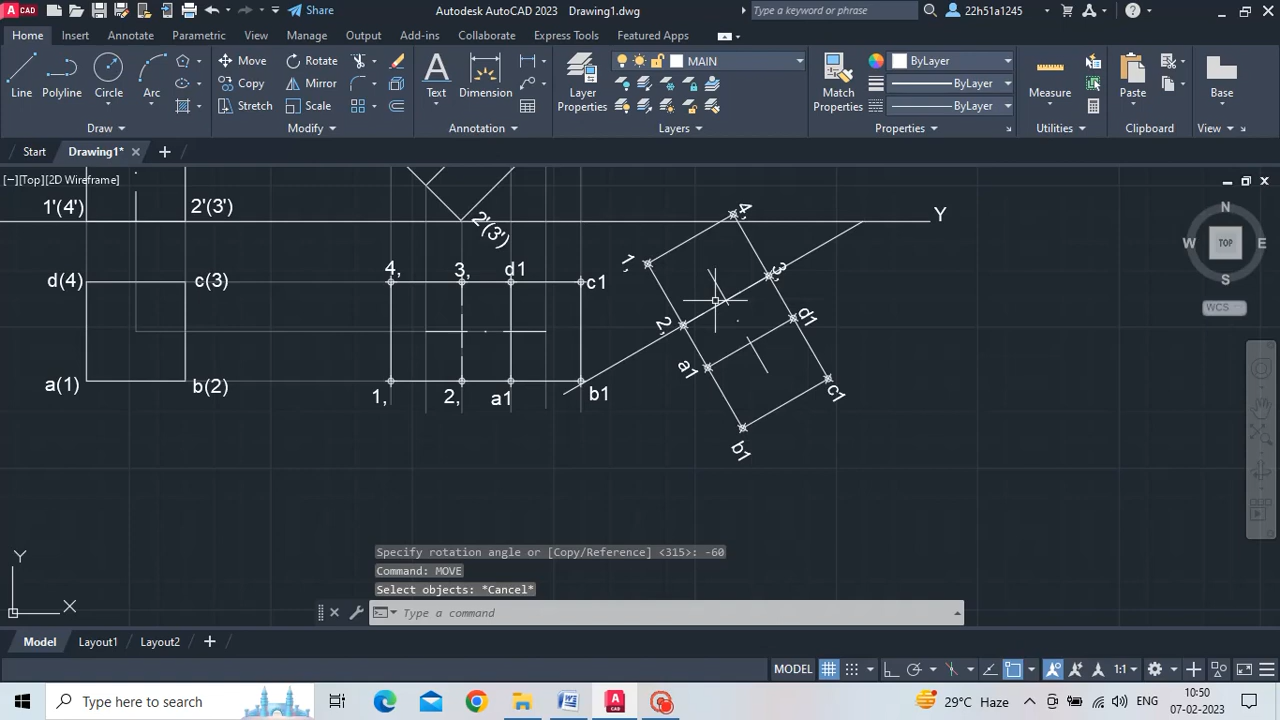 Share
Autodesk AutoCAD 2023 Drawing1.dwg
Type a keyword or phrase
22h51a1245
Home Insert Annotate Parametric View Manage Output Add-ins Collaborate Express Tools Featured Apps
Line Polyline Circle Arc
Move Rotate Trim
Copy Mirror
Stretch Scale
Text Dimension
Layer Properties
MAIN
Match Properties
ByLayer
ByLayer
ByLayer
Measure
Paste
Base
Draw Modify Annotation Layers Properties Utilities Clipboard View
Start Drawing1*
[−][Top][2D Wireframe]
N
W TOP E
S
WCS
1'(4') 2'(3') 2'(3') 4, Y
d(4) c(3) 4, 3, d1 c1 1, 3,
2, d1
a(1) b(2) 1, 2, a1 b1 a1 c1
b1
Y
X
Specify rotation angle or [Copy/Reference] <315>: -60
Command: MOVE
Select objects: *Cancel*
Type a command
Model Layout1 Layout2
MODEL 1:1
Type here to search
29°C Haze ENG 10:50
07-02-2023